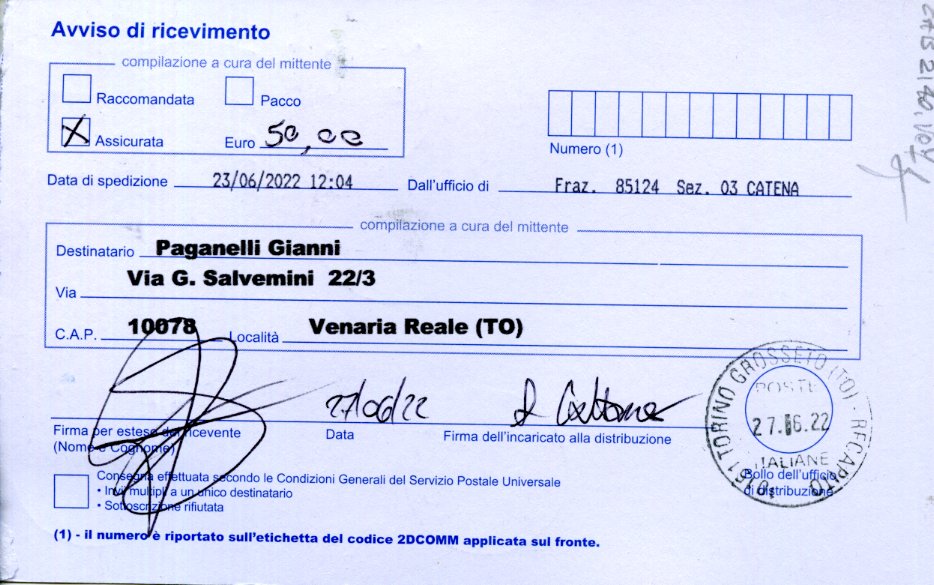 Avviso di ricevimento
compilazione a cura del mittente
Raccomandata Pacco
X Assicurata Euro 50,00
Numero (1)
Data di spedizione 23/06/2022 12:04 Dall'ufficio di Fraz. 85124 Sez. 03 CATENA
compilazione a cura del mittente
Destinatario Paganelli Gianni
Via G. Salvemini 22/3
Via
C.A.P. 10078 Località Venaria Reale (TO)
27/06/22
Firma per esteso del ricevente Data Firma dell'incaricato alla distribuzione
(Nome e Cognome)
TORINO GROSSETO (TO) - RECAPITO
POSTE
27.06.22
ITALIANE
Bollo dell'ufficio
di distribuzione
Consegna effettuata secondo le Condizioni Generali del Servizio Postale Universale
• Invii multipli a un unico destinatario
• Sottoscrizione rifiutata
(1) - il numero è riportato sull'etichetta del codice 2DCOMM applicata sul fronte.